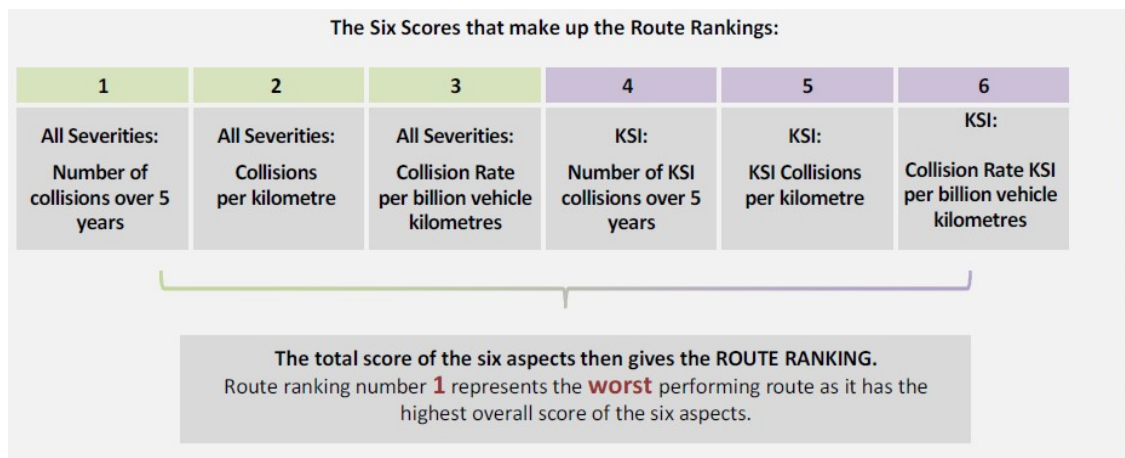 The Six Scores that make up the Route Rankings:
1
All Severities:
Number of
collisions over 5
years
2
All Severities:
Collisions
per kilometre
3
All Severities:
Collision Rate
per billion vehicle
kilometres
4
KSI:
Number of KSI
collisions over 5
years
5
KSI:
KSI Collisions
per kilometre
6
KSI:
Collision Rate KSI
per billion vehicle
kilometres
The total score of the six aspects then gives the ROUTE RANKING.
Route ranking number 1 represents the worst performing route as it has the
highest overall score of the six aspects.